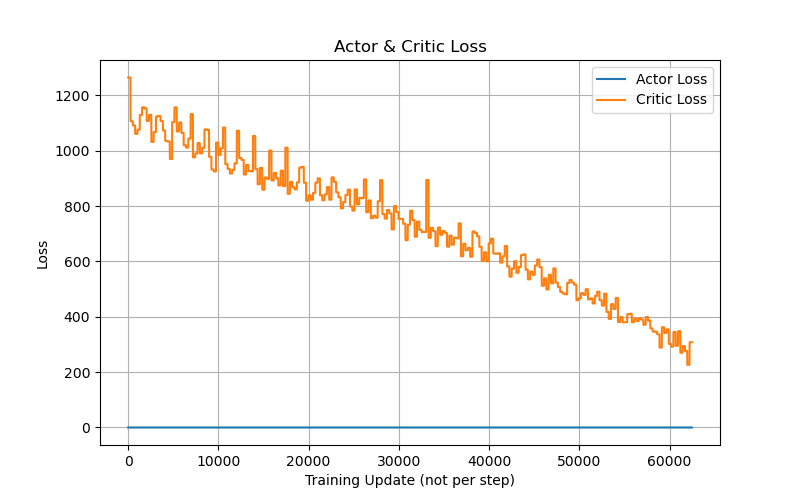 Actor & Critic Loss
Actor Loss
Critic Loss
1200
1000
800
600
400
200
0
Loss
0 10000 20000 30000 40000 50000 60000
Training Update (not per step)